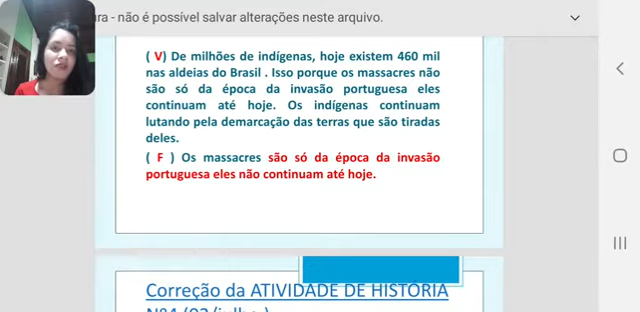 ura - não é possível salvar alterações neste arquivo.
( V) De milhões de indígenas, hoje existem 460 mil
nas aldeias do Brasil . Isso porque os massacres não
são só da época da invasão portuguesa eles
continuam até hoje. Os indígenas continuam
lutando pela demarcação das terras que são tiradas
deles.
( F ) Os massacres são só da época da invasão
portuguesa eles não continuam até hoje.
Correção da ATIVIDADE DE HISTÓRIA